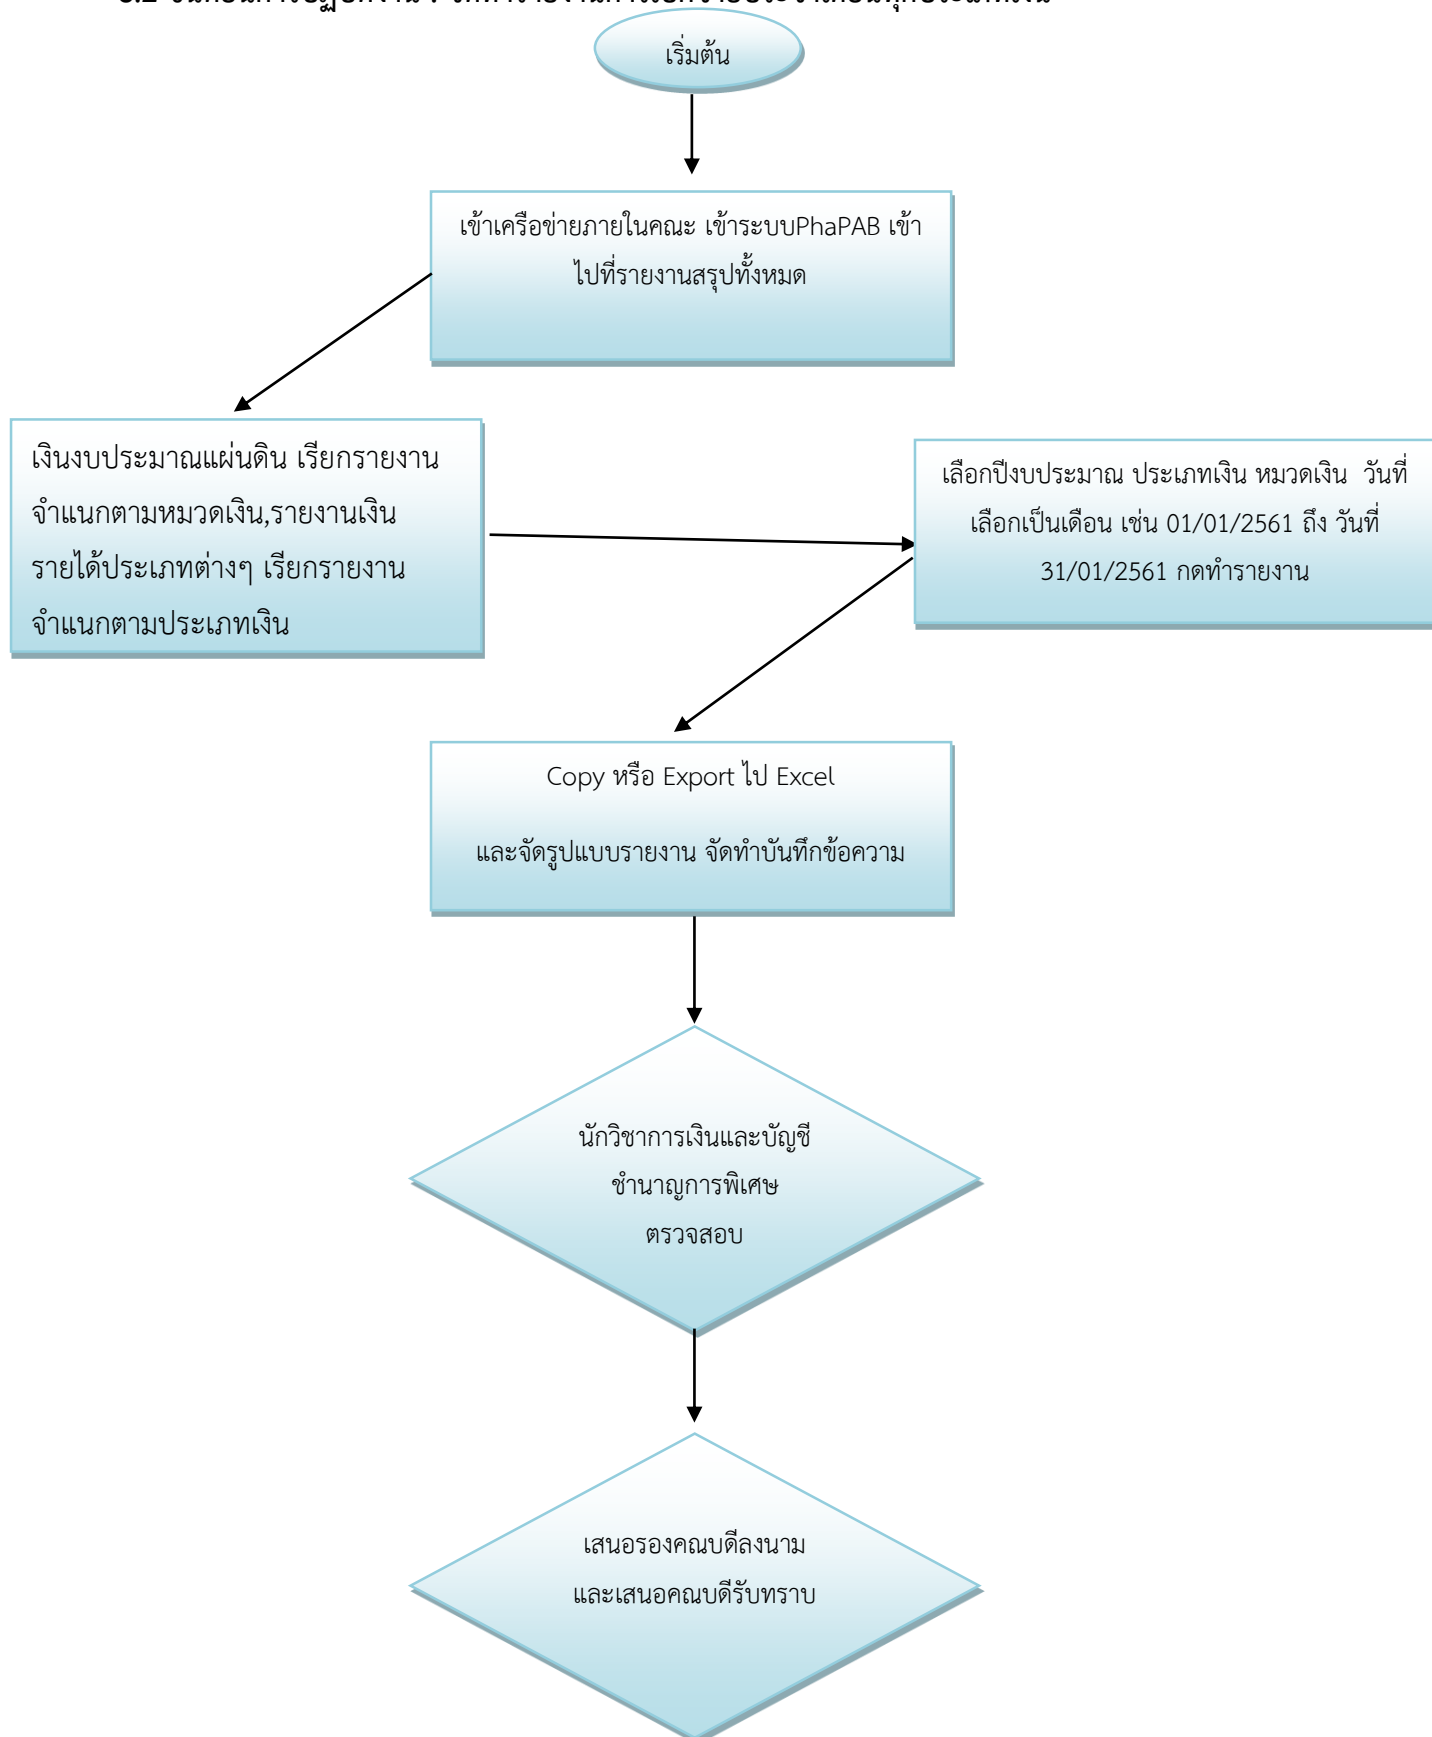 เริ่มต้น
เข้าเครือข่ายภายในคณะ เข้าระบบPhaPAB เข้า
ไปที่รายงานสรุปทั้งหมด
เงินงบประมาณแผ่นดิน เรียกรายงาน
จำแนกตามหมวดเงิน,รายงานเงิน
รายได้ประเภทต่างๆ เรียกรายงาน
จำแนกตามประเภทเงิน
เลือกปีงบประมาณ ประเภทเงิน หมวดเงิน วันที่
เลือกเป็นเดือน เช่น 01/01/2561 ถึง วันที่
31/01/2561 กดทำรายงาน
Copy หรือ Export ไป Excel
และจัดรูปแบบรายงาน จัดทำบันทึกข้อความ
นักวิชาการเงินและบัญชี
ชำนาญการพิเศษ
ตรวจสอบ
เสนอรองคณบดีลงนาม
และเสนอคณบดีรับทราบ